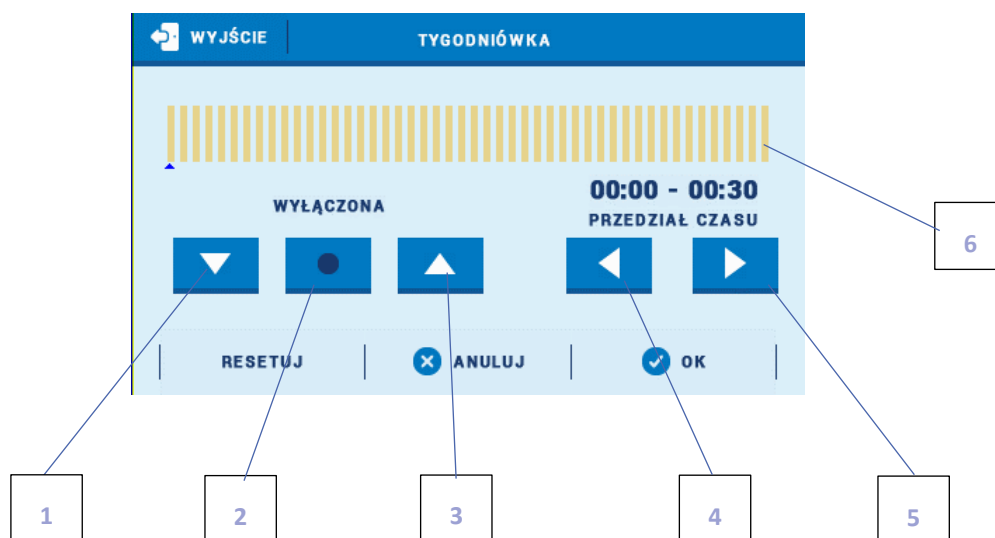 WYJŚCIE
TYGODNIÓWKA
00:00 - 00:30
WYŁĄCZONA
PRZEDZIAŁ CZASU
6
RESETUJ
ANULUJ
OK
1
2
3
4
5